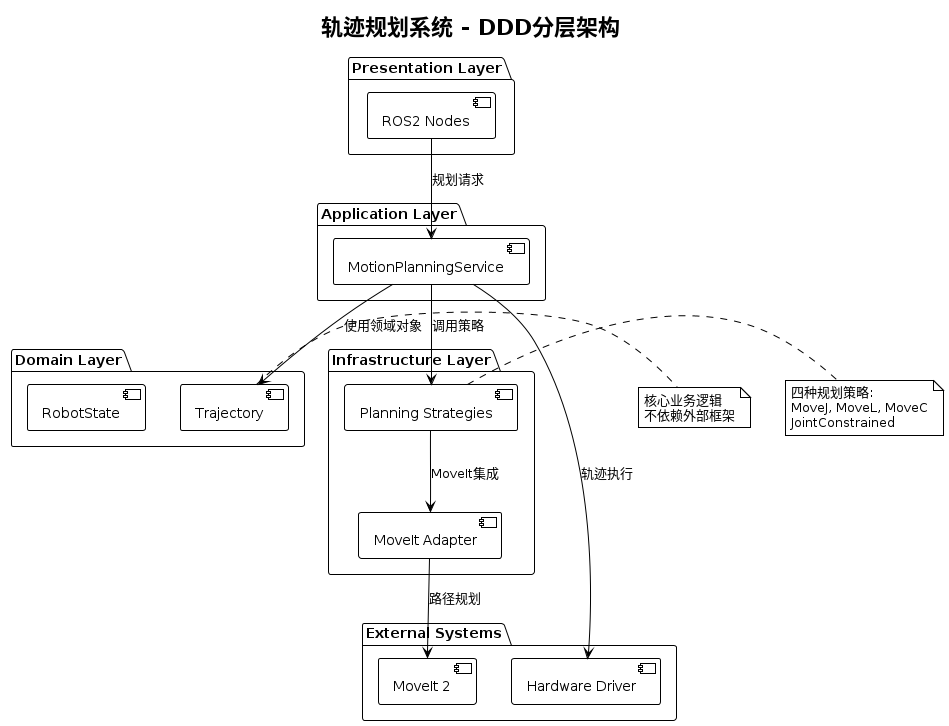 轨迹规划系统 - DDD分层架构
Presentation Layer
ROS2 Nodes
规划请求
Application Layer
MotionPlanningService
使用领域对象
调用策略
Domain Layer
RobotState
Trajectory
Infrastructure Layer
Planning Strategies
核心业务逻辑
不依赖外部框架
四种规划策略:
MoveJ, MoveL, MoveC
JointConstrained
MoveIt集成
轨迹执行
MoveIt Adapter
路径规划
External Systems
MoveIt 2
Hardware Driver